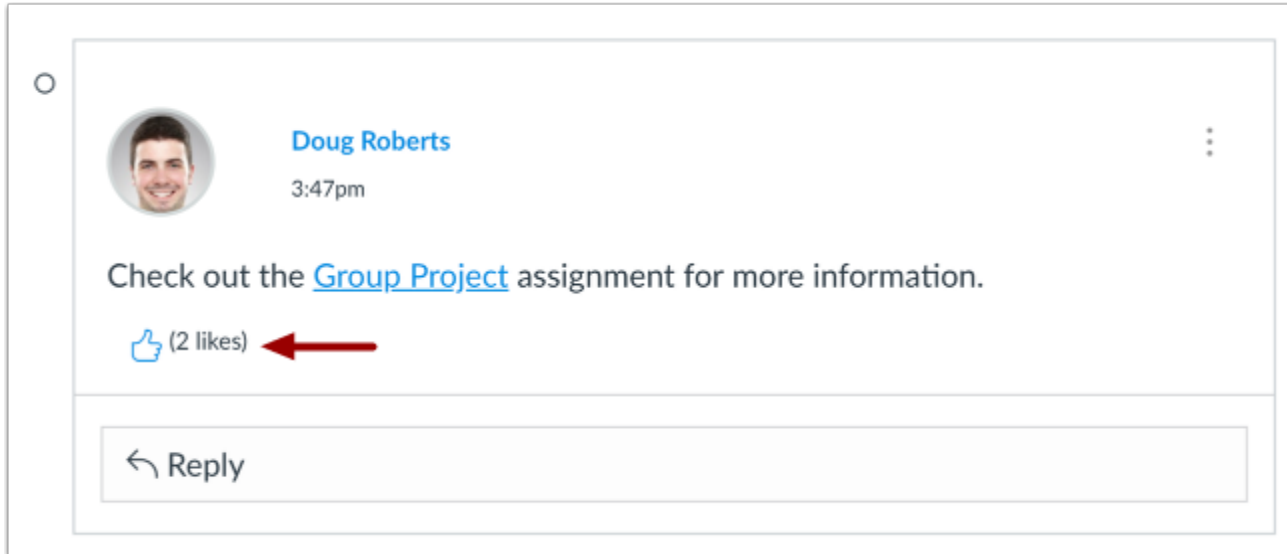 Doug Roberts
3:47pm
Check out the Group Project assignment for more information.
(2 likes)
Reply